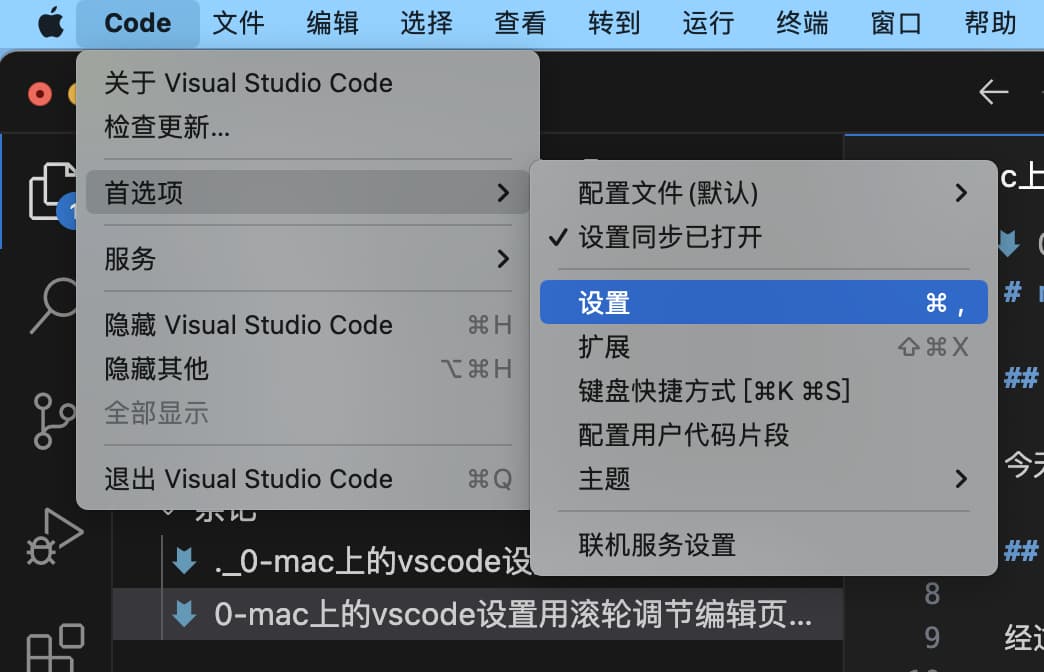 Code 文件 编辑 选择 查看 转到 运行 终端 窗口 帮助
关于 Visual Studio Code
检查更新...
首选项
服务
隐藏 Visual Studio Code ⌘H
隐藏其他 ⌥⌘H
全部显示
退出 Visual Studio Code ⌘Q
配置文件 (默认)
✓ 设置同步已打开
设置 ⌘ ,
扩展 ⇧⌘X
键盘快捷方式 [⌘K ⌘S]
配置用户代码片段
主题
联机服务设置
._0-mac上的vscode设
0-mac上的vscode设置用滚轮调节编辑页...
c上
#
##
今天
##
8
9 经过